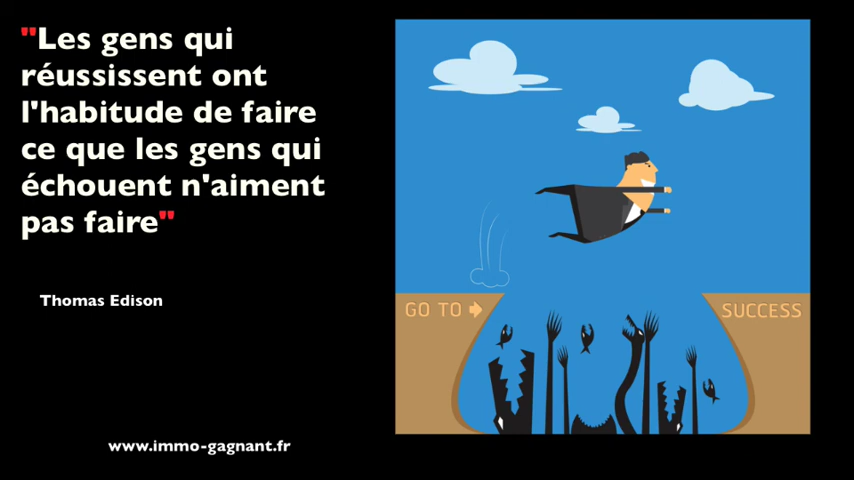 "Les gens qui
réussissent ont
l'habitude de faire
ce que les gens qui
échouent n'aiment
pas faire"
Thomas Edison
GO TO
SUCCESS
www.immo-gagnant.fr